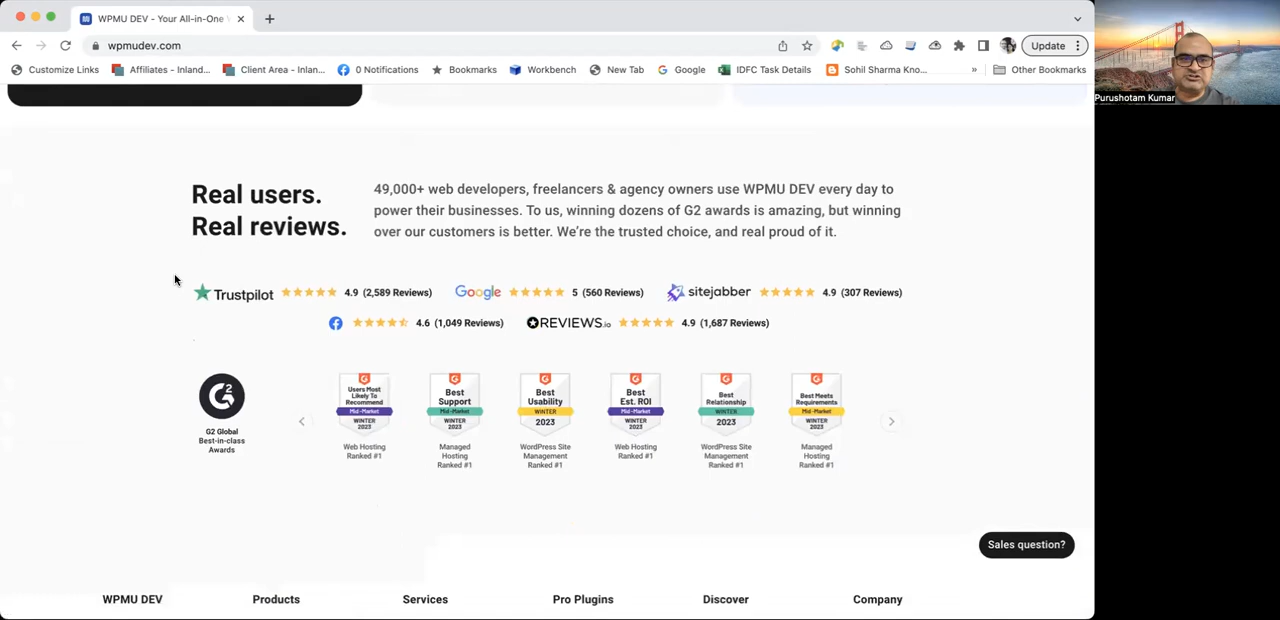 WPMU DEV - Your All-in-One
wpmudev.com
Update
Customize Links
Affiliates - Inland...
Client Area - Inlan...
0 Notifications
Bookmarks
Workbench
New Tab
Google
IDFC Task Details
Sohil Sharma Kno...
»
Other Bookmarks
Purushotam Kumar
Real users.
Real reviews.
49,000+ web developers, freelancers & agency owners use WPMU DEV every day to
power their businesses. To us, winning dozens of G2 awards is amazing, but winning
over our customers is better. We're the trusted choice, and real proud of it.
Trustpilot 4.9 (2,589 Reviews)
Google 5 (560 Reviews)
sitejabber 4.9 (307 Reviews)
4.6 (1,049 Reviews)
REVIEWS.io 4.9 (1,687 Reviews)
G2
G2 Global
Best-in-class
Awards
Users Most
Likely To
Recommend
Mid-Market
WINTER
2023
Web Hosting
Ranked #1
Best
Support
Mid-Market
WINTER
2023
Managed
Hosting
Ranked #1
Best
Usability
WINTER
2023
WordPress Site
Management
Ranked #1
Best
Est. ROI
Mid-Market
WINTER
2023
Web Hosting
Ranked #1
Best
Relationship
WINTER
2023
WordPress Site
Management
Ranked #1
Best Meets
Requirements
Mid-Market
WINTER
2023
Managed
Hosting
Ranked #1
Sales question?
WPMU DEV
Products
Services
Pro Plugins
Discover
Company